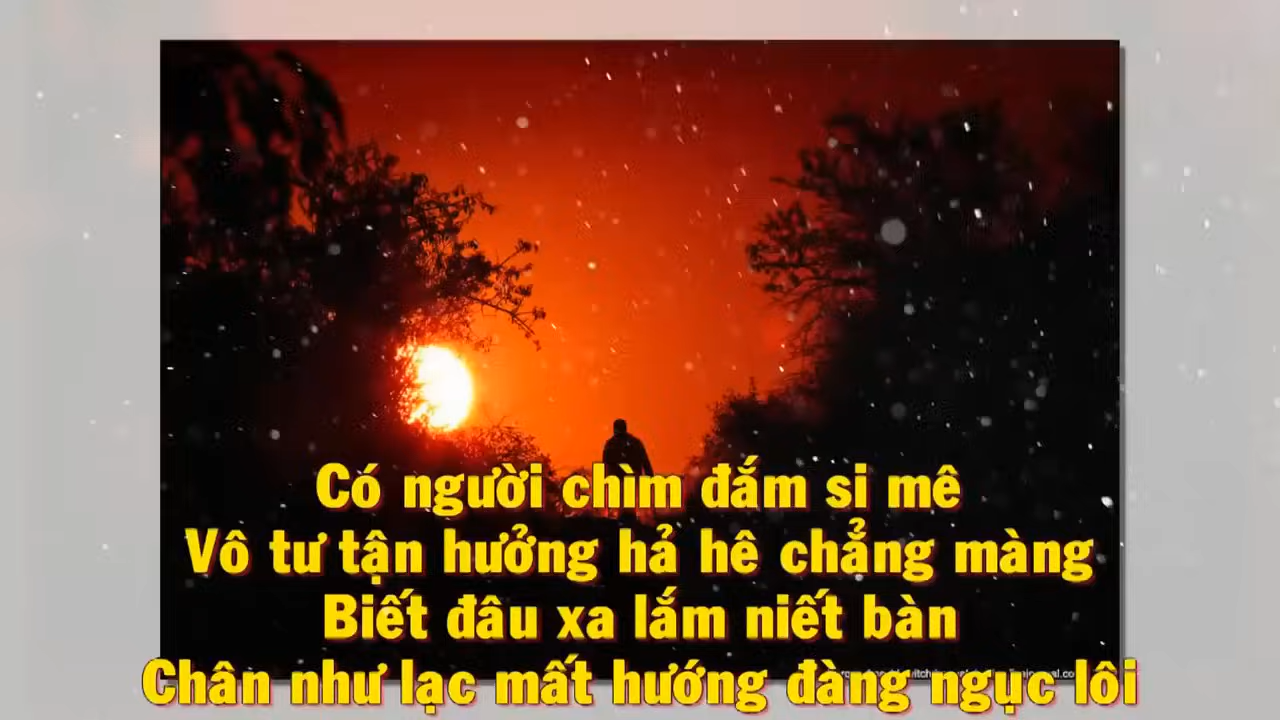 Có người chìm đắm si mê
Vô tư tận hưởng hả hê chẳng màng
Biết đâu xa lắm niết bàn
Chân như lạc mất hướng đàng ngục lôi